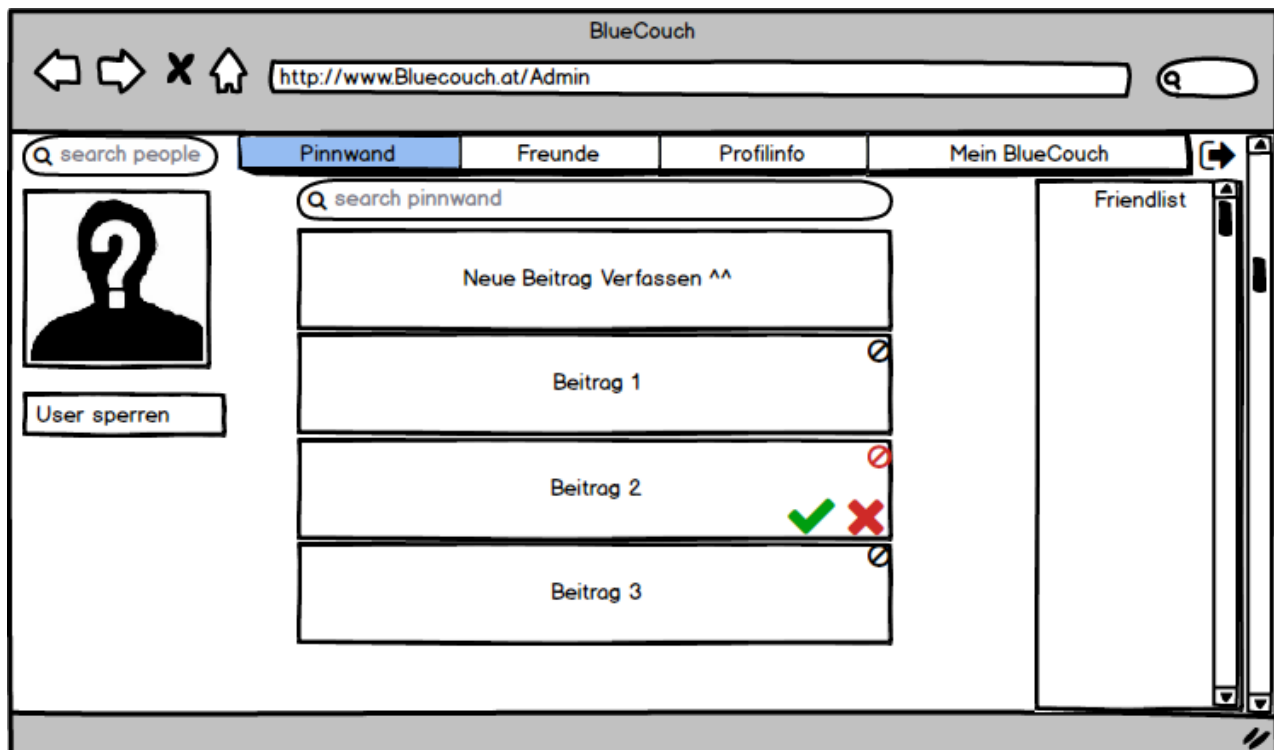 BlueCouch
http://www.Bluecouch.at/Admin
search people
Pinnwand
Freunde
Profilinfo
Mein BlueCouch
search pinnwand
Friendlist
Neue Beitrag Verfassen ^^
Beitrag 1
User sperren
Beitrag 2
Beitrag 3